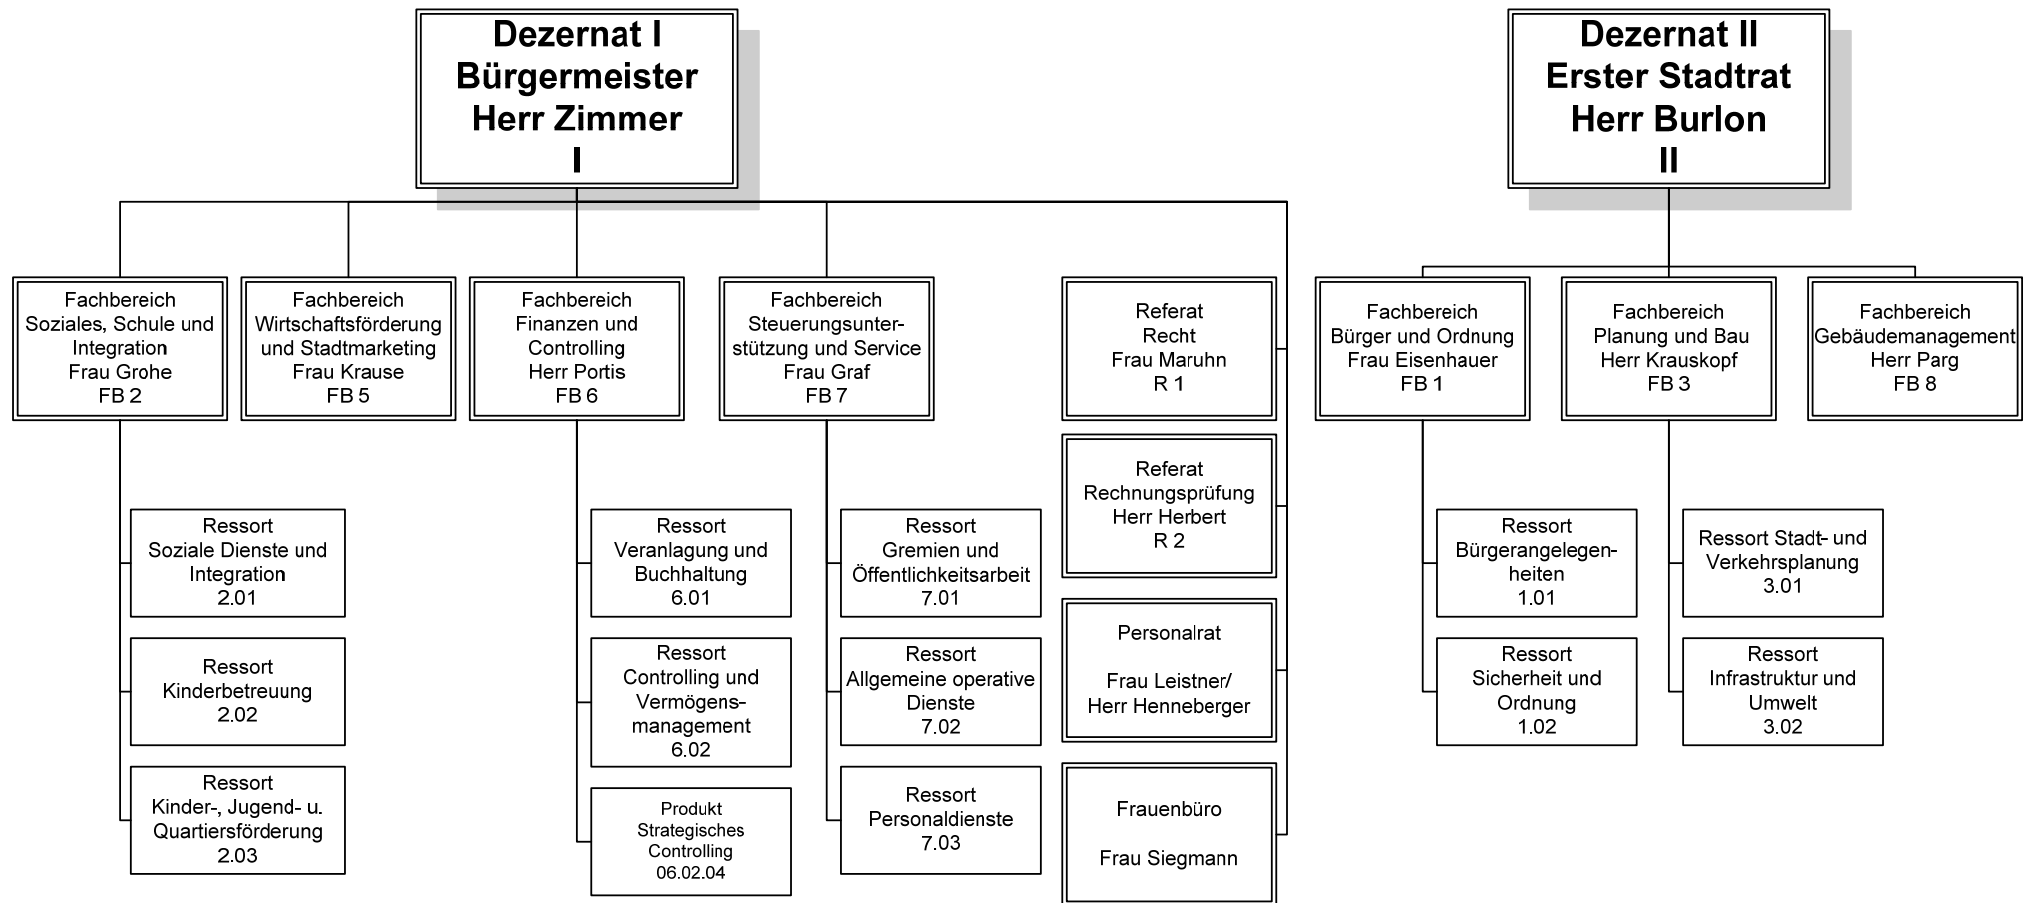 Dezernat I
Bürgermeister
Herr Zimmer
I
Dezernat II
Erster Stadtrat
Herr Burlon
II
Fachbereich
Soziales, Schule und
Integration
Frau Grohe
FB 2
Fachbereich
Wirtschaftsförderung
und Stadtmarketing
Frau Krause
FB 5
Fachbereich
Finanzen und
Controlling
Herr Portis
FB 6
Fachbereich
Steuerungsunter-
stützung und Service
Frau Graf
FB 7
Referat
Recht
Frau Maruhn
R 1
Fachbereich
Bürger und Ordnung
Frau Eisenhauer
FB 1
Fachbereich
Planung und Bau
Herr Krauskopf
FB 3
Fachbereich
Gebäudemanagement
Herr Parg
FB 8
Referat
Rechnungsprüfung
Herr Herbert
R 2
Ressort
Soziale Dienste und
Integration
2.01
Ressort
Veranlagung und
Buchhaltung
6.01
Ressort
Gremien und
Öffentlichkeitsarbeit
7.01
Ressort
Bürgerangelegen-
heiten
1.01
Ressort Stadt- und
Verkehrsplanung
3.01
Personalrat
Frau Leistner/
Herr Henneberger
Ressort
Kinderbetreuung
2.02
Ressort
Controlling und
Vermögens-
management
6.02
Ressort
Allgemeine operative
Dienste
7.02
Ressort
Sicherheit und
Ordnung
1.02
Ressort
Infrastruktur und
Umwelt
3.02
Ressort
Kinder-, Jugend- u.
Quartiersförderung
2.03
Produkt
Strategisches
Controlling
06.02.04
Ressort
Personaldienste
7.03
Frauenbüro
Frau Siegmann